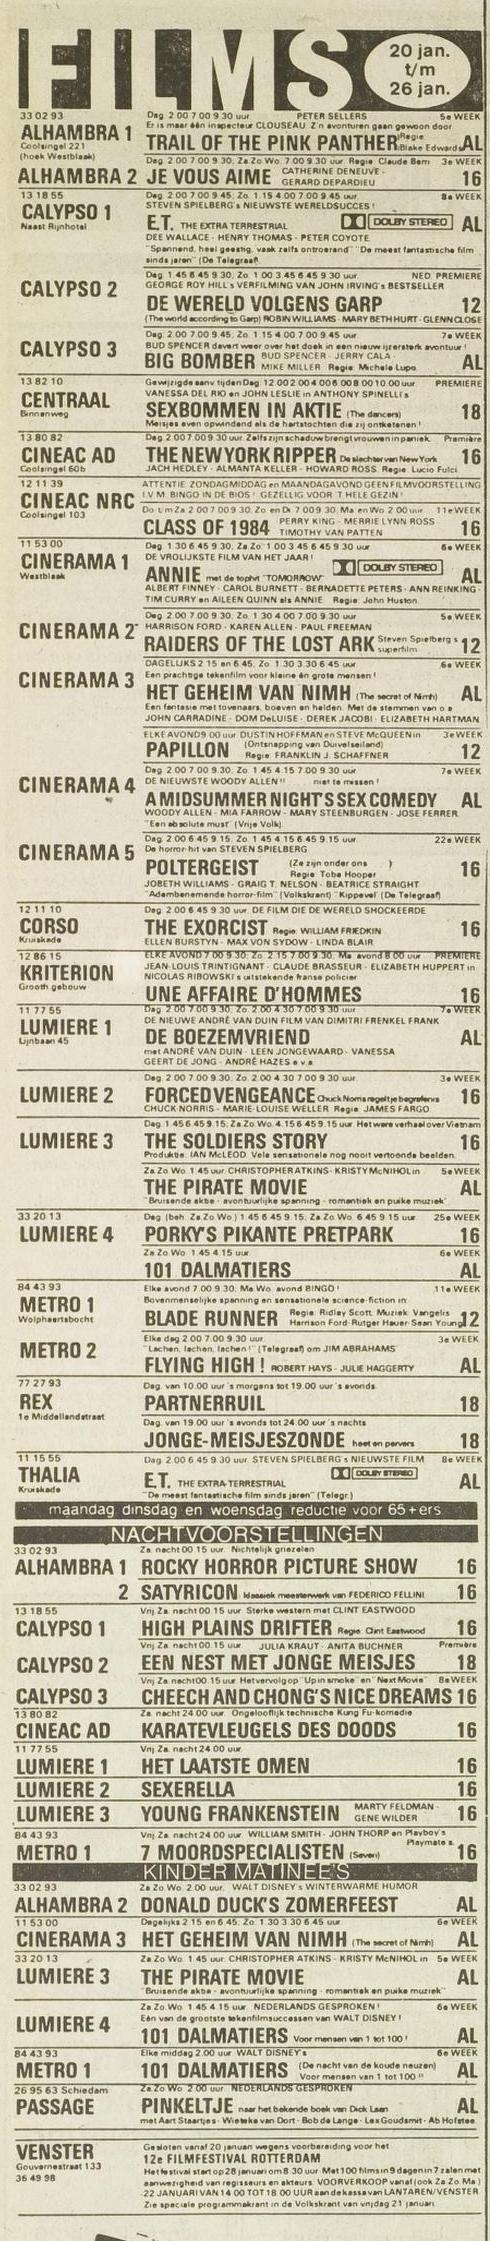 FILMS
20 jan.
t/m
26 jan.
33 02 93
ALHAMBRA 1
Coolsingel 221
(hoek Westblaak)
Dag. 2 00 7 00 9 30 uur PETER SELLERS 5e WEEK
Er is maar één inspecteur CLOUSEAU. Z'n avonturen gaan gewoon door
TRAIL OF THE PINK PANTHER Regie: Blake Edwards AL
Dag. 2 00 7 00 9 30, Za Zo Wo. 7 00 9 30 uur. Regie Claude Berri 3e WEEK
ALHAMBRA 2 JE VOUS AIME CATHERINE DENEUVE - GERARD DEPARDIEU 16
13 18 55
CALYPSO 1
Naast Rijnhotel
Dag. 2 00 7 00 9 45; Zo. 1 15 4 00 7 00 9 45 uur 8e WEEK
STEVEN SPIELBERG's NIEUWSTE WERELDSUCCES!
E.T. THE EXTRA TERRESTRIAL DOLBY STEREO AL
DEE WALLACE - HENRY THOMAS - PETER COYOTE
"Spannend, heel geestig, vaak zelfs ontroerend" "De meest fantastische film
sinds jaren" (De Telegraaf)
CALYPSO 2
Dag. 1 45 6 45 9 30, Zo. 1 00 3 45 6 45 9 30 uur. NED. PREMIERE
GEORGE ROY HILL's VERFILMING VAN JOHN IRVING's BESTSELLER
DE WERELD VOLGENS GARP 12
(The world according to Garp) ROBIN WILLIAMS - MARY BETH HURT - GLENN CLOSE
CALYPSO 3
Dag. 2 00 7 00 9 45; Zo. 1 15 4 00 7 00 9 45 uur 7e WEEK
BUD SPENCER davert weer over het doek in een nieuw ijzersterk avontuur!
BIG BOMBER BUD SPENCER - JERRY CALA - MIKE MILLER Regie: Michele Lupo. AL
13 82 10
CENTRAAL
Binnenweg
Gewijzigde aanv. tijden Dag. 12 00 2 00 4 00 6 00 8 00 10 00 uur PREMIERE
VANESSA DEL RIO en JOHN LESLIE in ANTHONY SPINELLI's
SEXBOMMEN IN AKTIE (The dancers) 18
Meisjes even opwindend als de hartstochten die zij ontketenen!
13 80 82
CINEAC AD
Coolsingel 60b
Dag. 2 00 7 00 9 30 uur. Zelfs zijn schaduw brengt vrouwen in paniek. Première
THE NEW YORK RIPPER De slechter van New York 16
JACH HEDLEY - ALMANTA KELLER - HOWARD ROSS. Regie Lucio Fulci
12 11 39
CINEAC NRC
Coolsingel 103
ATTENTIE ZONDAGMIDDAG en MAANDAGAVOND GEEN FILMVOORSTELLING
I.V.M. BINGO IN DE BIOS! GEZELLIG VOOR 'T HELE GEZIN!
Do t/m Za 2 00 7 00 9 30, Zo en Di 7 00 9 30, Ma en Wo 2 00 uur 11e WEEK
CLASS OF 1984 PERRY KING - MERRIE LYNN ROSS TIMOTHY VAN PATTEN 16
11 53 00
CINERAMA 1
Westblaak
Dag. 1 30 6 45 9 30, Za Zo. 1 00 3 45 6 45 9 30 uur 6e WEEK
DE VROLIJKSTE FILM VAN HET JAAR!
ANNIE met de tophit "TOMORROW" DOLBY STEREO AL
ALBERT FINNEY - CAROL BURNETT - BERNADETTE PETERS - ANN REINKING -
TIM CURRY en AILEEN QUINN als ANNIE. Regie: John Huston
CINERAMA 2
Dag. 2 00 7 00 9 30; Zo. 1 30 4 00 7 00 9 30 uur 5e WEEK
HARRISON FORD - KAREN ALLEN - PAUL FREEMAN
RAIDERS OF THE LOST ARK Steven Spielberg's superfilm 12
CINERAMA 3
DAGELIJKS 2 15 en 6 45, Zo. 1 30 3 30 6 45 uur 6e WEEK
Een prachtige tekenfilm voor kleine én grote mensen!
HET GEHEIM VAN NIMH (The secret of Nimh) AL
Een fantasie met tovenaars, boeven en helden. Met de stemmen van o.a.
JOHN CARRADINE - DOM DeLUISE - DEREK JACOBI - ELIZABETH HARTMAN
ELKE AVOND 9 00 uur DUSTIN HOFFMAN en STEVE McQUEEN in 3e WEEK
PAPILLON (Ontsnapping van Duivelseiland) Regie: FRANKLIN J. SCHAFFNER 12
CINERAMA 4
Dag. 2 00 7 00 9 30, Zo. 1 45 4 15 7 00 9 30 uur 7e WEEK
DE NIEUWSTE WOODY ALLEN!! niet te missen!
A MIDSUMMER NIGHT'S SEX COMEDY AL
WOODY ALLEN - MIA FARROW - MARY STEENBURGEN - JOSE FERRER
"Een absolute must" (Vrije Volk)
CINERAMA 5
Dag. 2 00 6 45 9 15, Zo. 1 45 4 15 6 45 9 15 uur 22e WEEK
De horror-hit van STEVEN SPIELBERG
POLTERGEIST (Ze zijn onder ons ) Regie: Tobe Hooper 16
JOBETH WILLIAMS - GRAIG T. NELSON - BEATRICE STRAIGHT
"Adembenemende horror-film" (Volkskrant) "Kippevel" (De Telegraaf)
12 11 10
CORSO
Kruiskade
Dag. 2 00 6 45 9 30 uur. DE FILM DIE DE WERELD SHOCKEERDE
THE EXORCIST Regie: WILLIAM FRIEDKIN 16
ELLEN BURSTYN - MAX VON SYDOW - LINDA BLAIR
12 86 15
KRITERION
Grooth gebouw
ELKE AVOND 7 00 9 30, Zo. 2 15 7 00 9 30, Ma avond 8 00 uur PREMIERE
JEAN-LOUIS TRINTIGNANT - CLAUDE BRASSEUR - ELIZABETH HUPPERT in
NICOLAS RIBOWSKI's uitstekende franse policier
UNE AFFAIRE D'HOMMES 16
11 77 55
LUMIERE 1
Lijnbaan 45
Dag. 2 00 7 00 9 30, Zo. 2 00 4 30 7 00 9 30 uur 7e WEEK
DE NIEUWE ANDRÉ VAN DUIN FILM VAN DIMITRI FRENKEL FRANK
DE BOEZEMVRIEND AL
met ANDRÉ VAN DUIN - LEEN JONGEWAARD - VANESSA
GEERT DE JONG - ANDRÉ HAZES e.v.a.
LUMIERE 2
Dag. 2 00 7 00 9 30; Zo. 2 00 4 30 7 00 9 30 uur 3e WEEK
FORCED VENGEANCE 16
CHUCK NORRIS - MARIE-LOUISE WELLER Regie: JAMES FARGO
LUMIERE 3
Dag. 1 45 6 45 9 15; Za Zo Wo. 4 15 6 45 9 15 uur. Het ware verhaal over Vietnam
THE SOLDIERS STORY 16
Produktie: IAN McLEOD. Vele sensationele nog nooit vertoonde beelden.
Za Zo Wo. 1 45 uur. CHRISTOPHER ATKINS - KRISTY McNIHOL in 5e WEEK
THE PIRATE MOVIE AL
"Bruisende aktie - avontuurlijke spanning - romantiek en puike muziek"
33 20 13
LUMIERE 4
Dag. (beh. Za Zo Wo.) 1 45 6 45 9 15, Za Zo Wo. 6 45 9 15 uur 25e WEEK
PORKY'S PIKANTE PRETPARK 16
Za Zo Wo. 1 45 4 15 uur 6e WEEK
101 DALMATIERS AL
84 43 93
METRO 1
Wolphaertsbocht
Elke avond 7 00 9 30, Ma Wo. avond BINGO! 11e WEEK
Bovenmenselijke spanning en sensationele science-fiction in:
BLADE RUNNER Regie: Ridley Scott. Muziek: Vangelis Harrison Ford-Rutger Hauer-Sean Young 12
METRO 2
Elke dag 2 00 7 00 9 30 uur 3e WEEK
"Lachen, lachen, lachen!" (Telegraaf) om JIM ABRAHAMS'
FLYING HIGH! ROBERT HAYS - JULIE HAGGERTY AL
77 27 93
REX
1e Middellandstraat
Dag. van 10.00 uur 's morgens tot 19.00 uur 's avonds
PARTNERRUIL 18
Dag. van 19.00 uur 's avonds tot 24.00 uur 's nachts
JONGE-MEISJESZONDE heet en pervers 18
11 15 55
THALIA
Kruiskade
Dag. 2 00 6 45 9 30 uur. STEVEN SPIELBERG's NIEUWSTE FILM 8e WEEK
E.T. THE EXTRA-TERRESTRIAL DOLBY STEREO AL
"De meest fantastische film sinds jaren" (Telegr.)
maandag dinsdag en woensdag reductie voor 65+ers
NACHTVOORSTELLINGEN
33 02 93 Za. nacht 00 15 uur. Nichtelijk griezelen
ALHAMBRA 1 ROCKY HORROR PICTURE SHOW 16
2 SATYRICON klassiek meesterwerk van FEDERICO FELLINI 16
13 18 55 Vrij Za. nacht 00 15 uur Sterke western met CLINT EASTWOOD
CALYPSO 1 HIGH PLAINS DRIFTER Regie: Clint Eastwood 16
Vrij Za. nacht 00 15 uur JULIA KRAUT - ANITA BUCHNER Première
CALYPSO 2 EEN NEST MET JONGE MEISJES 18
Vrij Za. nacht 00 15 uur. Het vervolg op "Up in smoke" en "Next Movie" 8e WEEK
CALYPSO 3 CHEECH AND CHONG'S NICE DREAMS 16
13 80 82 Za. nacht 24 00 uur. Ongelooflijk technische Kung Fu-komedie
CINEAC AD KARATEVLEUGELS DES DOODS 16
11 77 55 Vrij Za. nacht 24 00 uur
LUMIERE 1 HET LAATSTE OMEN 16
LUMIERE 2 SEXERELLA 16
LUMIERE 3 YOUNG FRANKENSTEIN MARTY FELDMAN - GENE WILDER 16
84 43 93 Vrij Za. nacht 24 00 uur. WILLIAM SMITH - JOHN THORP en Playboy's Playmates
METRO 1 7 MOORDSPECIALISTEN (Seven) 16
KINDER MATINEE'S
33 02 93 Za Zo Wo. 2.00 uur. WALT DISNEY's WINTERWARME HUMOR
ALHAMBRA 2 DONALD DUCK'S ZOMERFEEST AL
11 53 00 Dagelijks 2 15 en 6 45, Zo. 1 30 3 30 6 45 uur 6e WEEK
CINERAMA 3 HET GEHEIM VAN NIMH (The secret of Nimh) AL
33 20 13 Za Zo Wo. 1 45 uur. CHRISTOPHER ATKINS - KRISTY McNIHOL in 5e WEEK
LUMIERE 3 THE PIRATE MOVIE AL
"Bruisende aktie - avontuurlijke spanning - romantiek en puike muziek"
Za Zo Wo. 1 45 4 15 uur. NEDERLANDS GESPROKEN! 6e WEEK
LUMIERE 4 Eén van de grootste tekenfilmsuccessen van WALT DISNEY!
101 DALMATIERS Voor mensen van 1 tot 100! AL
84 43 93 Elke middag 2.00 uur WALT DISNEY's 6e WEEK
METRO 1 101 DALMATIERS (De nacht van de koude neuzen) Voor mensen van 1 tot 100!! AL
26 95 63 Schiedam Za Zo Wo. 2 00 uur. NEDERLANDS GESPROKEN
PASSAGE PINKELTJE naar het bekende boek van Dick Laan AL
met Aart Staartjes - Wieteke van Dort - Bob de Lange - Lex Goudsmit - Ab Hofstee
VENSTER
Gouvernestraat 133
36 49 98
Gesloten vanaf 20 januari wegens voorbereiding voor het
12e FILMFESTIVAL ROTTERDAM
Het festival start op 28 januari om 8 30 uur. Met 100 films in 9 dagen in 7 zalen met
aanwezigheid van regisseurs en akteurs. VOORVERKOOP vanaf (ook Za Zo Ma)
22 JANUARI VAN 14 00 TOT 18 00 UUR aan de kassa van LANTAREN/VENSTER
Zie speciale programmakrant in de Volkskrant van vrijdag 21 januari